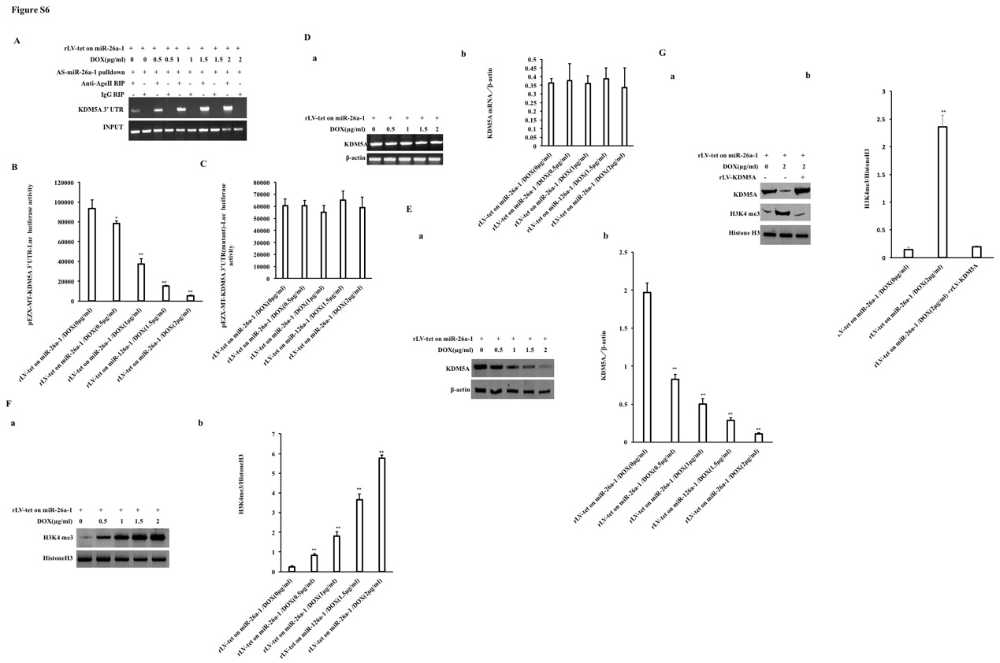 Figure S6
A
rLV-tet on miR-26a-1 + + + + + + + + + +
DOX(μg/ml) 0 0 0.5 0.5 1 1 1.5 1.5 2 2
AS-miR-26a-1 pulldown + + + + + + + + + +
Anti-AgoII RIP + - + - + - + - + -
IgG RIP - + - + - + - + - +
KDM5A 3’ UTR
INPUT
B
pEZX-MT-KDM5A 3’UTR-Luc luciferase activity
120000
100000
80000
60000
40000
20000
0
*
**
**
**
rLV-tet on miR-26a-1 /DOX(0μg/ml)
rLV-tet on miR-26a-1 /DOX(0.5μg/ml)
rLV-tet on miR-26a-1 /DOX(1μg/ml)
rLV-tet on miR-126a-1 /DOX(1.5μg/ml)
rLV-tet on miR-26a-1 /DOX(2μg/ml)
C
pEZX-MT-KDM5A 3’UTR(mutant)-Luc luciferase
activity
80000
70000
60000
50000
40000
30000
20000
10000
0
rLV-tet on miR-26a-1 /DOX(0μg/ml)
rLV-tet on miR-26a-1 /DOX(0.5μg/ml)
rLV-tet on miR-26a-1 /DOX(1μg/ml)
rLV-tet on miR-126a-1 /DOX(1.5μg/ml)
rLV-tet on miR-26a-1 /DOX(2μg/ml)
D
a
rLV-tet on miR-26a-1 + + + + +
DOX(μg/ml) 0 0.5 1 1.5 2
KDM5A
β-actin
b
KDM5A mRNA／β-actin
0.5
0.45
0.4
0.35
0.3
0.25
0.2
0.15
0.1
0.05
0
rLV-tet on miR-26a-1 /DOX(0μg/ml)
rLV-tet on miR-26a-1 /DOX(0.5μg/ml)
rLV-tet on miR-26a-1 /DOX(1μg/ml)
rLV-tet on miR-126a-1 /DOX(1.5μg/ml)
rLV-tet on miR-26a-1 /DOX(2μg/ml)
E
a
rLV-tet on miR-26a-1 + + + + +
DOX(μg/ml) 0 0.5 1 1.5 2
KDM5A
β-actin
b
KDM5A／β-actin
2.5
2
1.5
1
0.5
0
**
**
**
**
rLV-tet on miR-26a-1 /DOX(0μg/ml)
rLV-tet on miR-26a-1 /DOX(0.5μg/ml)
rLV-tet on miR-26a-1 /DOX(1μg/ml)
rLV-tet on miR-126a-1 /DOX(1.5μg/ml)
rLV-tet on miR-26a-1 /DOX(2μg/ml)
F
a
rLV-tet on miR-26a-1 + + + + +
DOX(μg/ml) 0 0.5 1 1.5 2
H3K4 me3
HistoneH3
b
H3K4me3/HistoneH3
7
6
5
4
3
2
1
0
**
**
**
**
rLV-tet on miR-26a-1 /DOX(0μg/ml)
rLV-tet on miR-26a-1 /DOX(0.5μg/ml)
rLV-tet on miR-26a-1 /DOX(1μg/ml)
rLV-tet on miR-126a-1 /DOX(1.5μg/ml)
rLV-tet on miR-26a-1 /DOX(2μg/ml)
G
a
rLV-tet on miR-26a-1 + + +
DOX(μg/ml) 0 2 2
rLV-KDM5A - - +
KDM5A
H3K4 me3
Histone H3
b
H3K4me3/HistoneH3
3
2.5
2
1.5
1
0.5
0
**
rLV-tet on miR-26a-1 /DOX(0μg/ml)
rLV-tet on miR-26a-1 /DOX(2μg/ml)
rLV-tet on miR-26a-1 /DOX(2μg/ml) +rLV-KDM5A